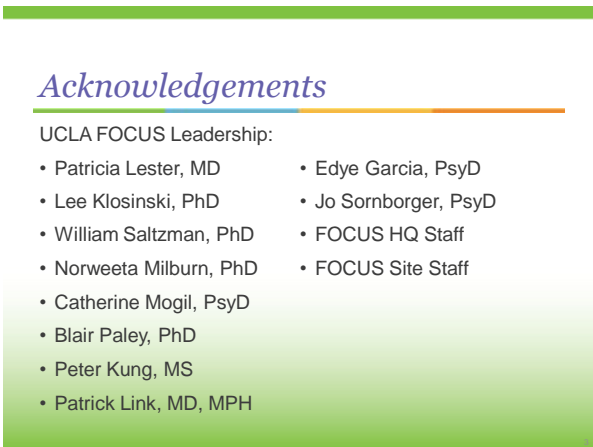 Acknowledgements
UCLA FOCUS Leadership:
• Patricia Lester, MD
• Lee Klosinski, PhD
• William Saltzman, PhD
• Norweeta Milburn, PhD
• Catherine Mogil, PsyD
• Blair Paley, PhD
• Peter Kung, MS
• Patrick Link, MD, MPH
• Edye Garcia, PsyD
• Jo Sornborger, PsyD
• FOCUS HQ Staff
• FOCUS Site Staff